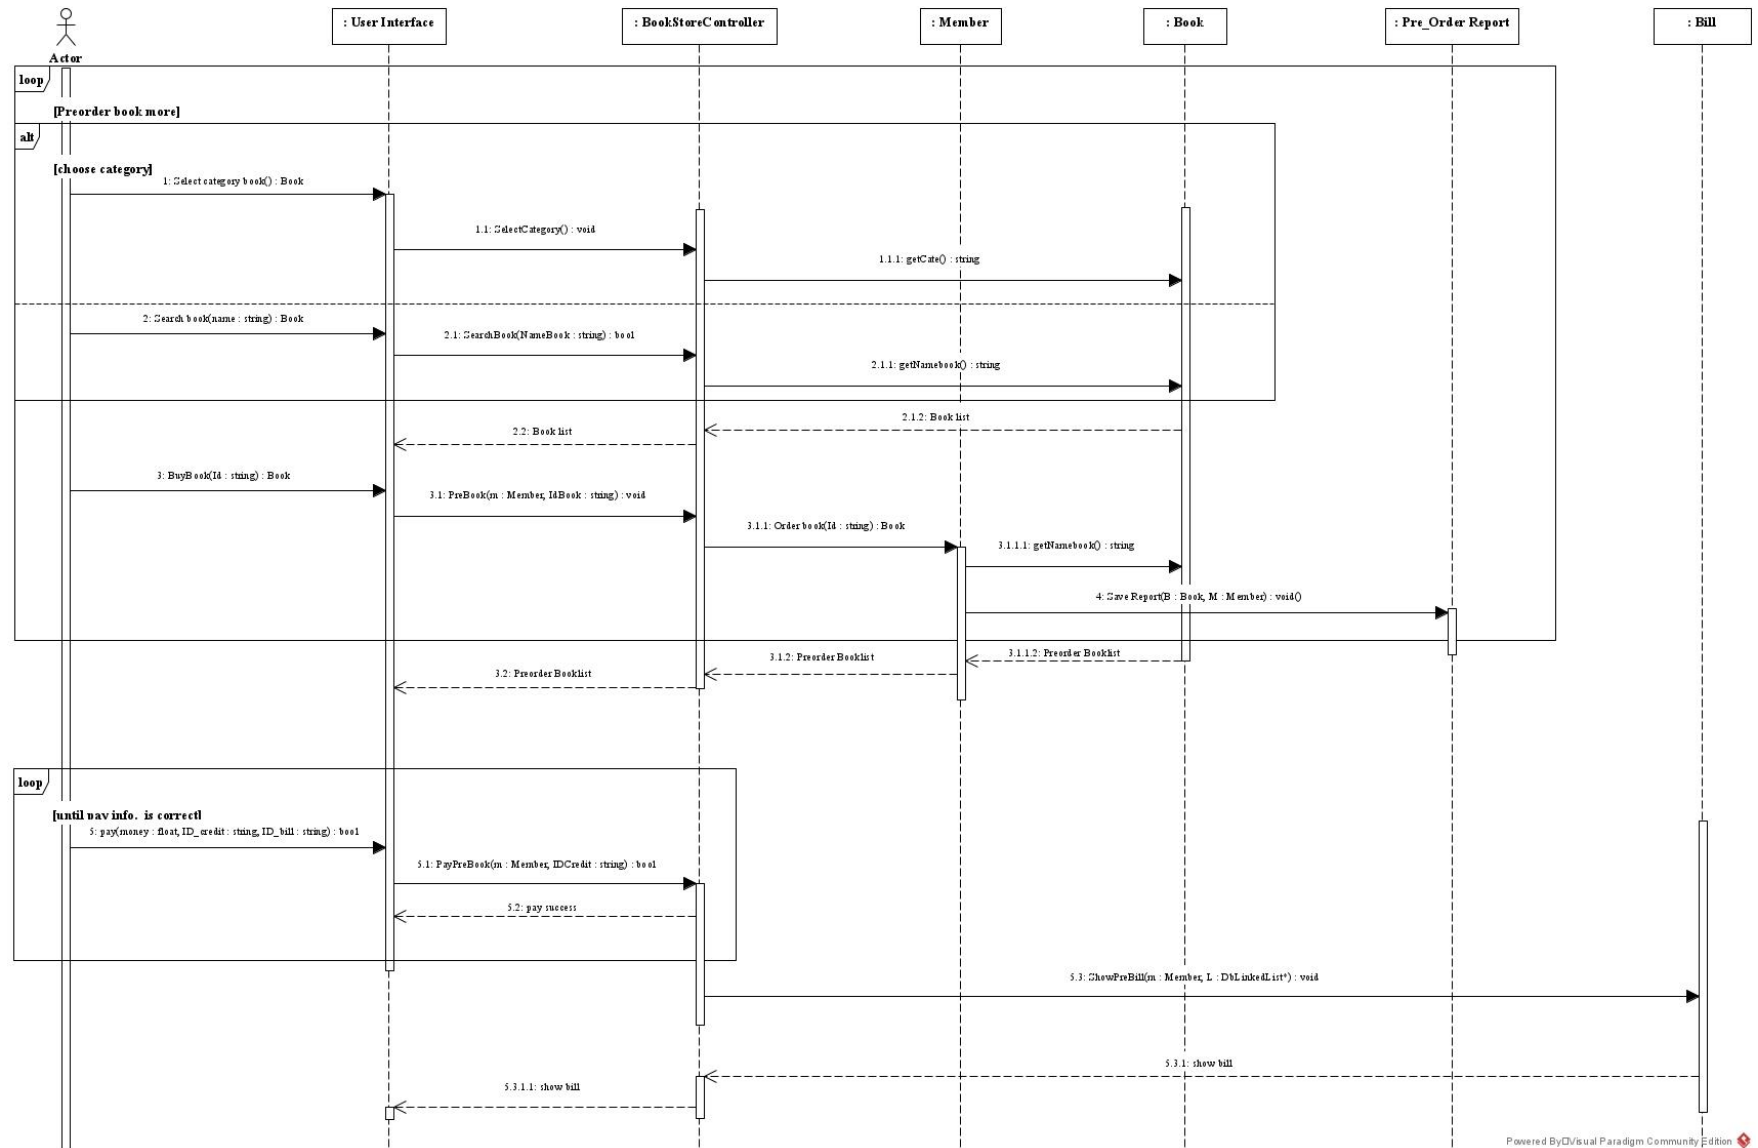 : User Interface
: BookStoreController
: Member
: Book
: Pre_Order Report
: Bill
Actor
loop
[Preorder book more]
alt
[choose category]
1: Select category book() : Book
1.1: SelectCategory() : void
1.1.1: getCate() : string
2: Search book(name : string) : Book
2.1: SearchBook(NameBook : string) : bool
2.1.1: getNamebook() : string
2.1.2: Book list
2.2: Book list
3: BuyBook(Id : string) : Book
3.1: PreBook(m : Member, IdBook : string) : void
3.1.1: Order book(Id : string) : Book
3.1.1.1: getNamebook() : string
4: Save Report(B : Book, M : Member) : void()
3.1.1.2: Preorder Booklist
3.1.2: Preorder Booklist
3.2: Preorder Booklist
loop
[until pay info. is correct]
5: pay(money : float, ID_credit : string, ID_bill : string) : bool
5.1: PayPreBook(m : Member, IDCredit : string) : bool
5.2: pay success
5.3: ShowPreBill(m : Member, L : DbLinkedList*) : void
5.3.1: show bill
5.3.1.1: show bill
Powered By□Visual Paradigm Community Edition